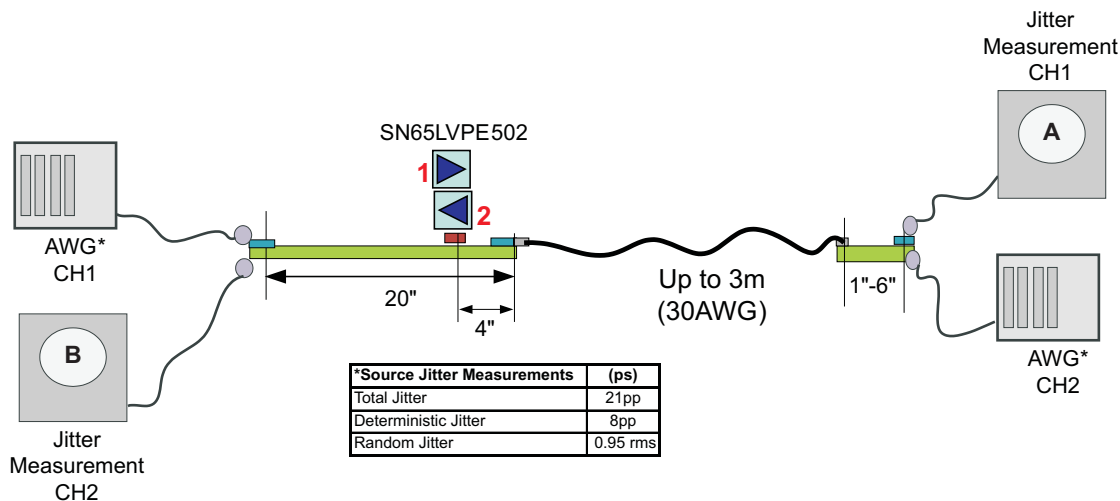 Jitter
Measurement
CH1
A
SN65LVPE502
1
2
AWG*
CH1
20"
4"
Up to 3m
(30AWG)
1"-6"
B
AWG*
CH2
*Source Jitter Measurements (ps)
Total Jitter 21pp
Deterministic Jitter 8pp
Random Jitter 0.95 rms
Jitter
Measurement
CH2